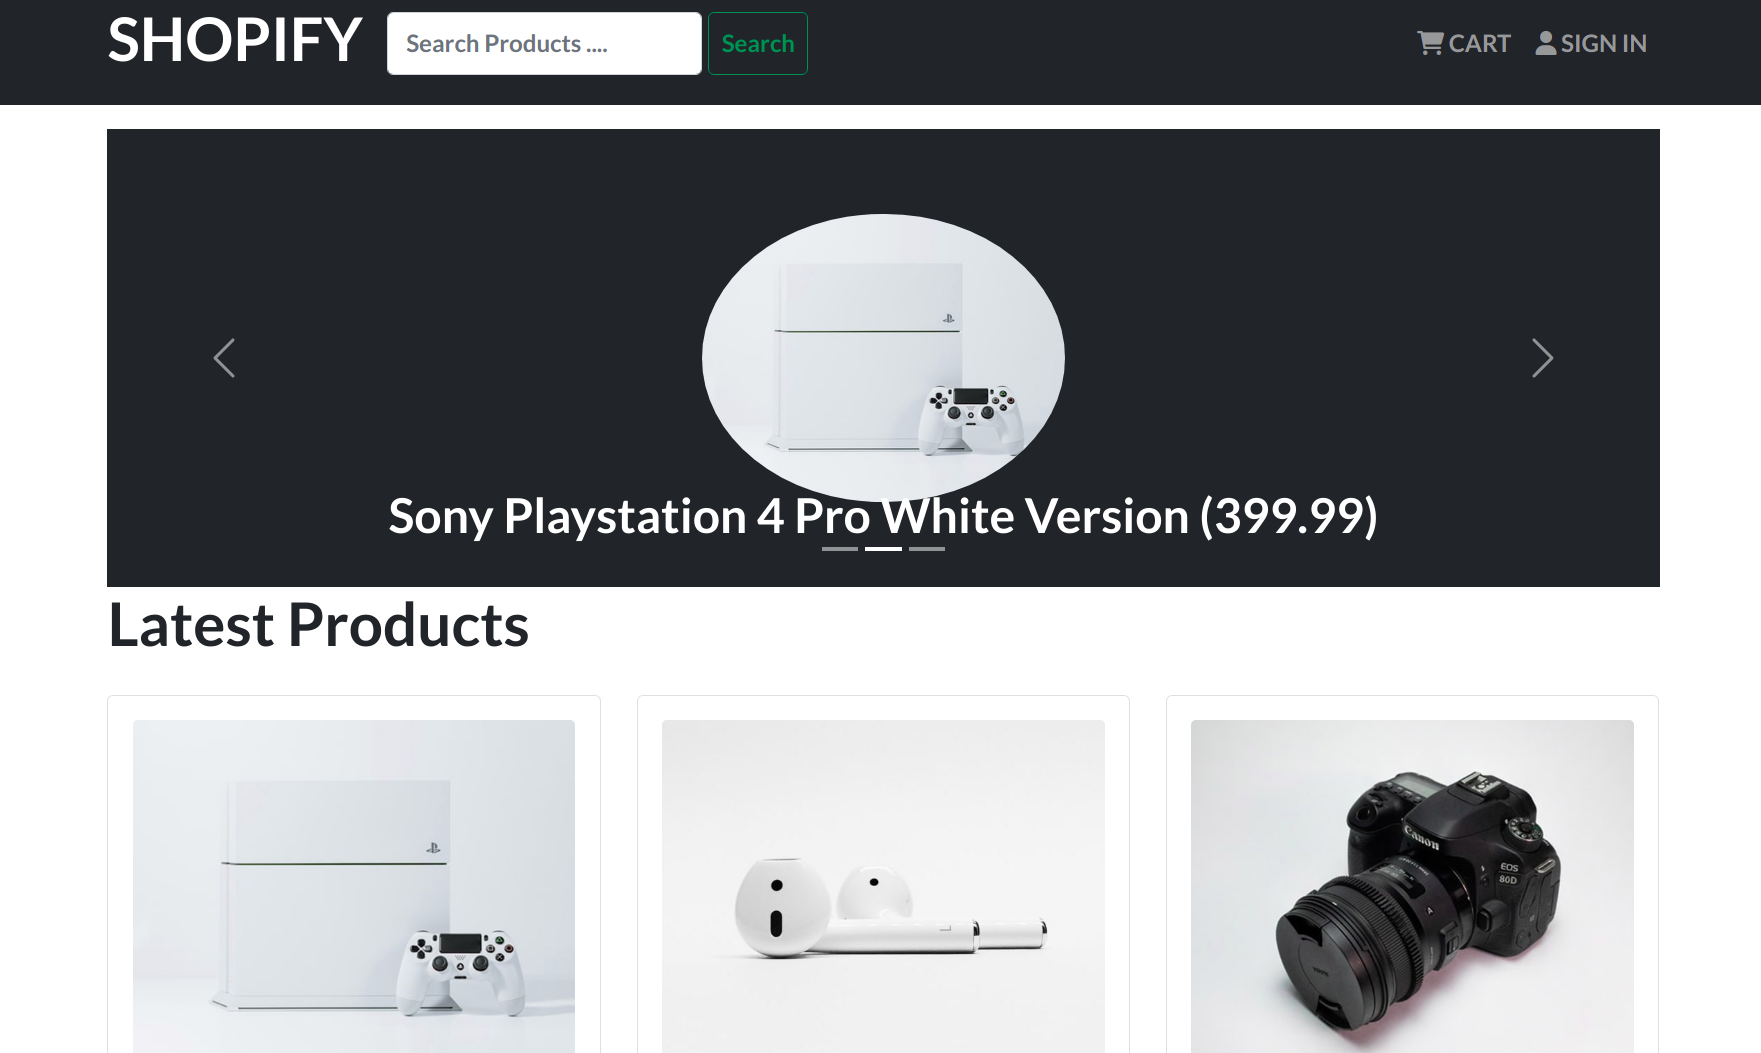 SHOPIFY
Search Products ....
Search
CART
SIGN IN
Sony Playstation 4 Pro White Version (399.99)
Latest Products
Canon
EOS
80D